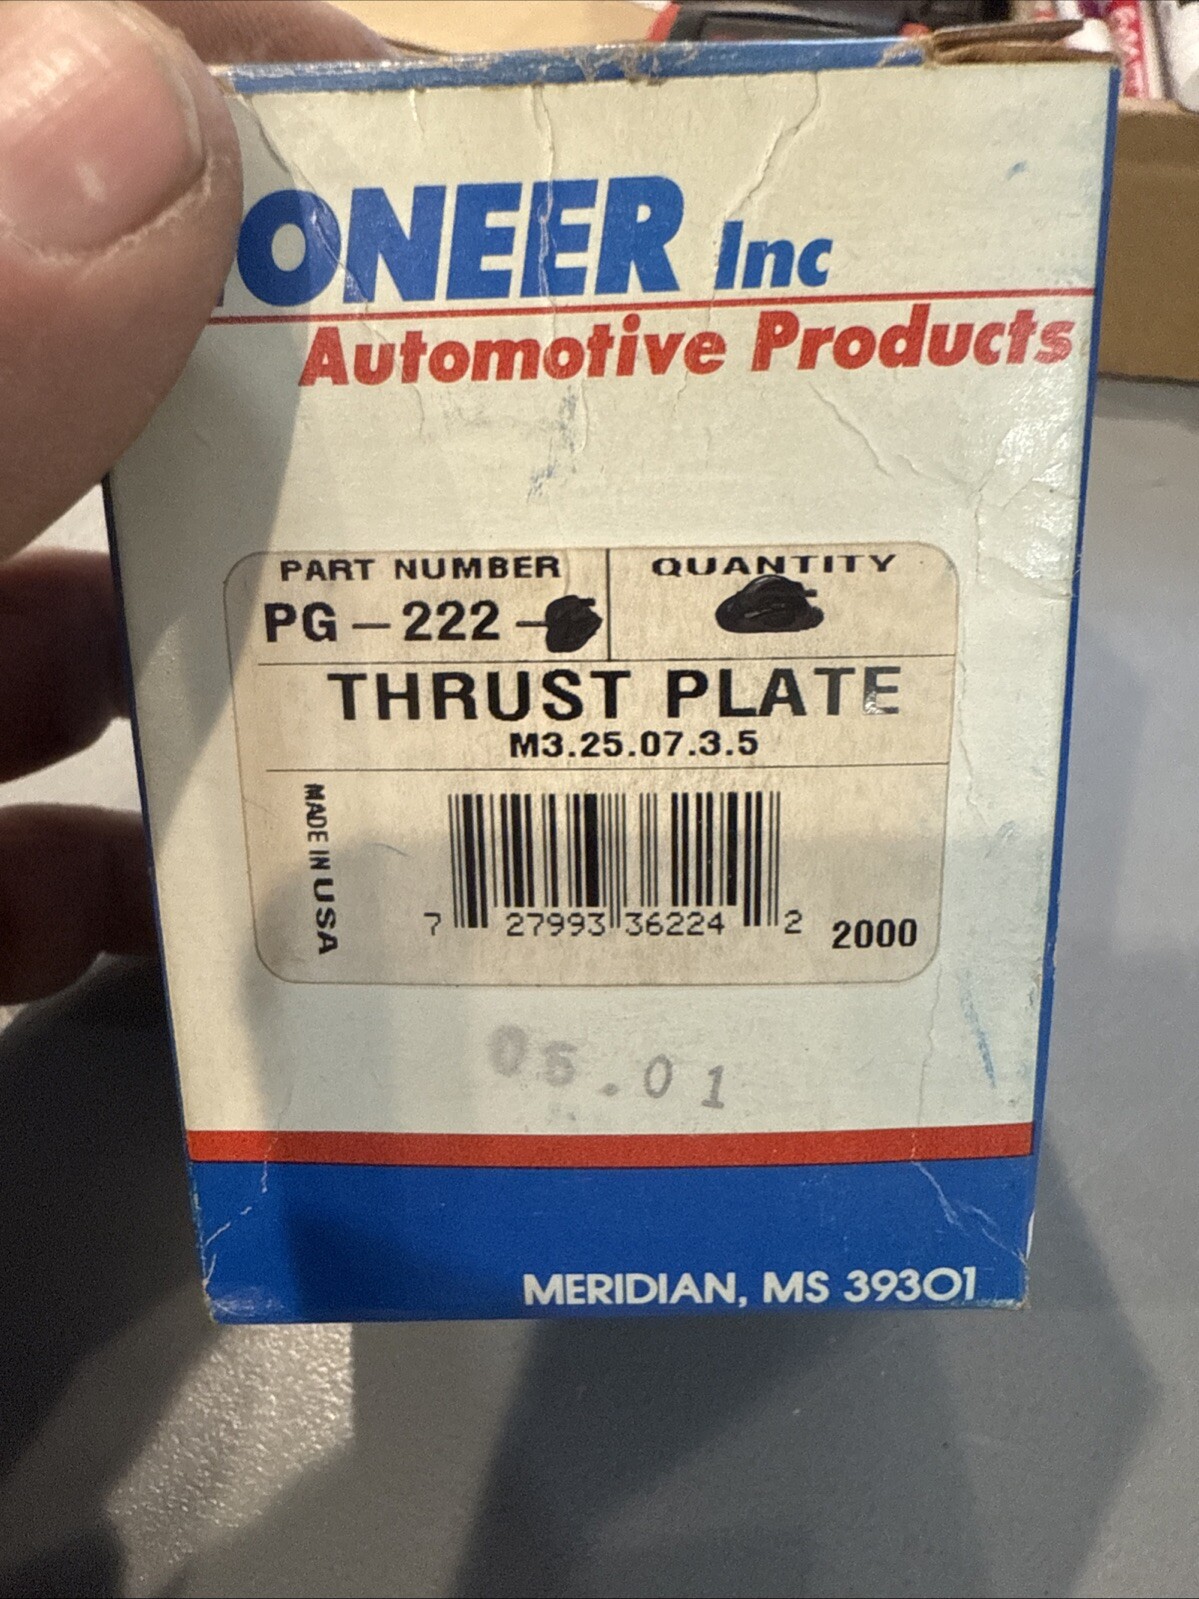 IONEER Inc
Automotive Products
PART NUMBER
QUANTITY
PG-222-
THRUST PLATE
M3.25.07.3.5
MADE IN USA
7 27993 36224 2
2000
05.01
MERIDIAN, MS 39301